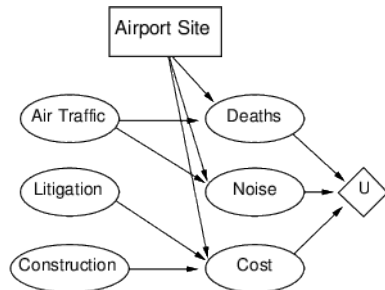 Airport Site
Air Traffic
Deaths
Litigation
Noise
U
Construction
Cost